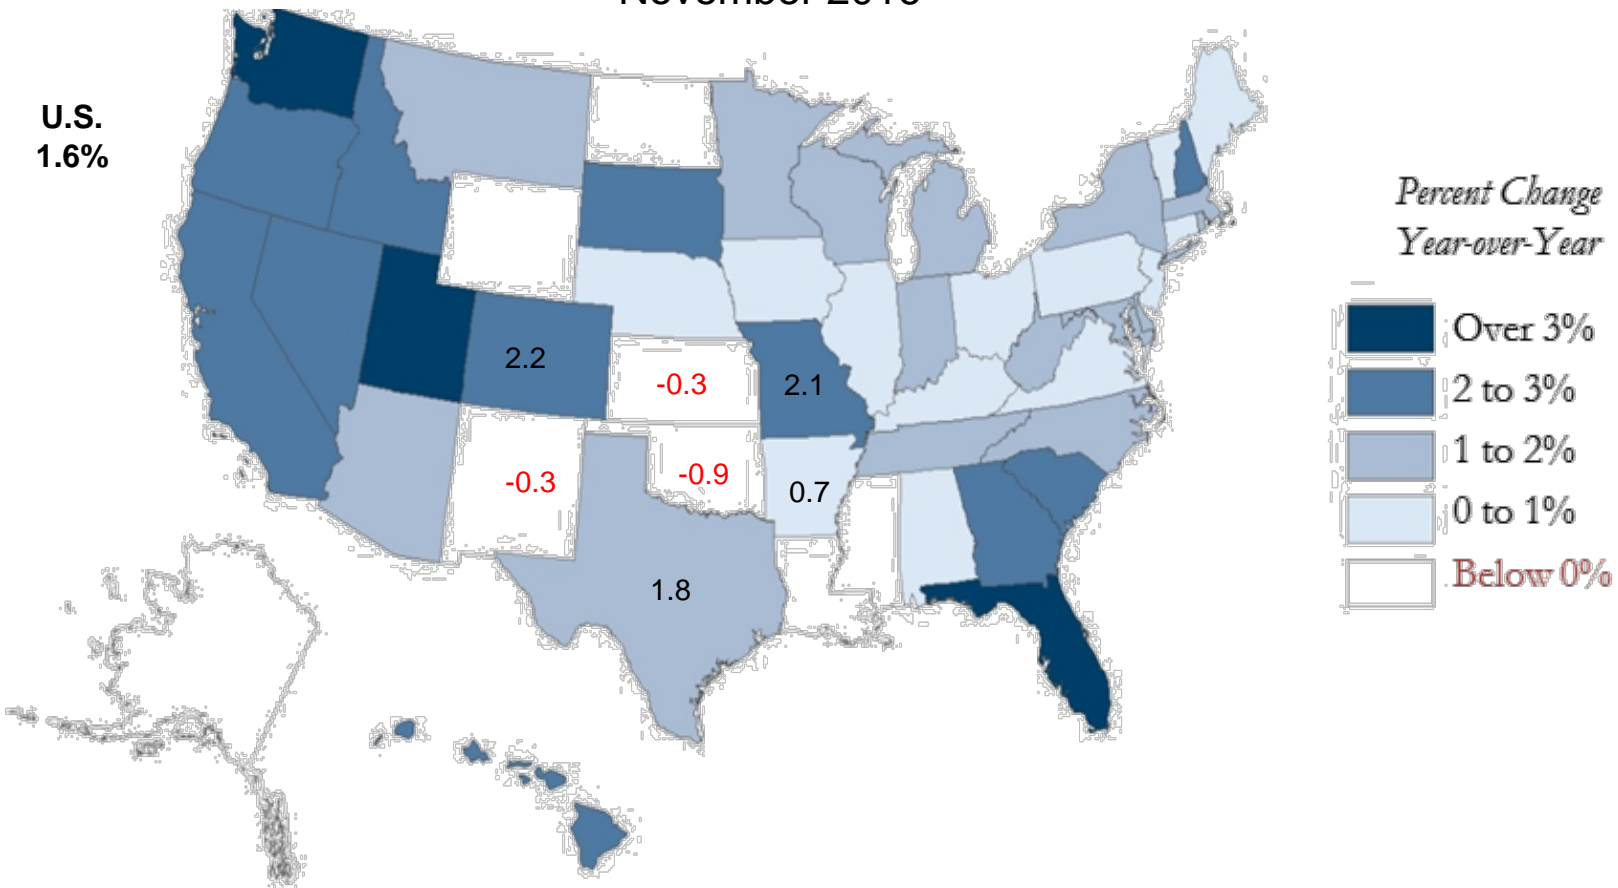 November
U.S.
1.6%
Percent Change
Year-over-Year
Over 3%
2 to 3%
1 to 2%
0 to 1%
Below 0%
2.2
-0.3
2.1
-0.3
-0.9
0.7
1.8